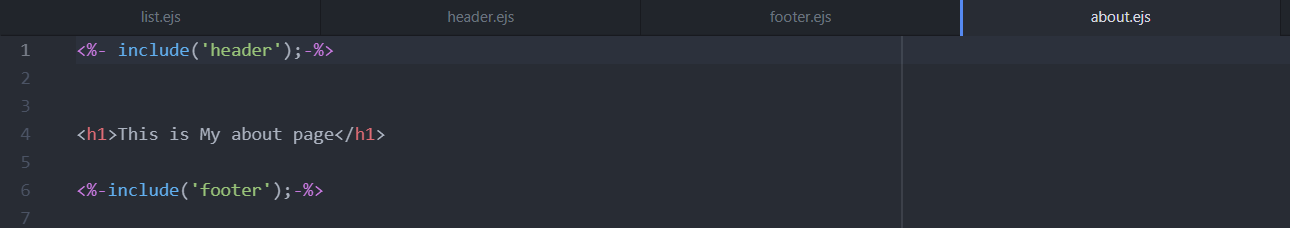 list.ejs header.ejs footer.ejs about.ejs
1 <%- include('header');-%>
2
3
4 <h1>This is My about page</h1>
5
6 <%-include('footer');-%>
7